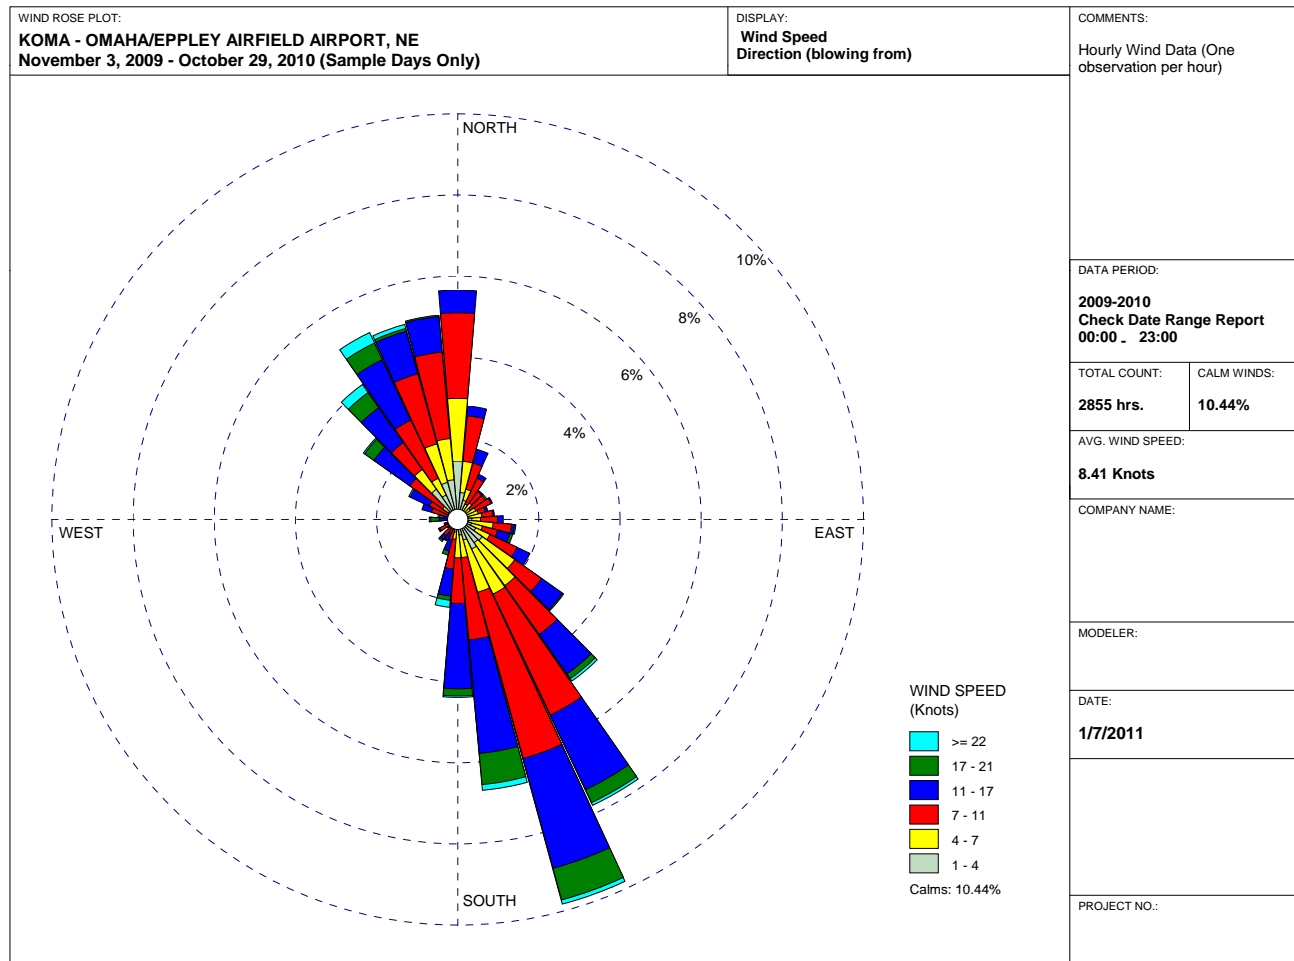 WIND ROSE PLOT:
KOMA - OMAHA/EPPLEY AIRFIELD AIRPORT, NE
November 3, 2009 - October 29, 2010 (Sample Days Only)
DISPLAY:
Wind Speed
Direction (blowing from)
COMMENTS:
Hourly Wind Data (One
observation per hour)
NORTH
10%
8%
6%
4%
2%
WEST
EAST
SOUTH
WIND SPEED
(Knots)
>= 22
17 - 21
11 - 17
7 - 11
4 - 7
1 - 4
Calms: 10.44%
DATA PERIOD:
2009-2010
Check Date Range Report
00:00 - 23:00
TOTAL COUNT:
2855 hrs.
CALM WINDS:
10.44%
AVG. WIND SPEED:
8.41 Knots
COMPANY NAME:
MODELER:
DATE:
1/7/2011
PROJECT NO.: